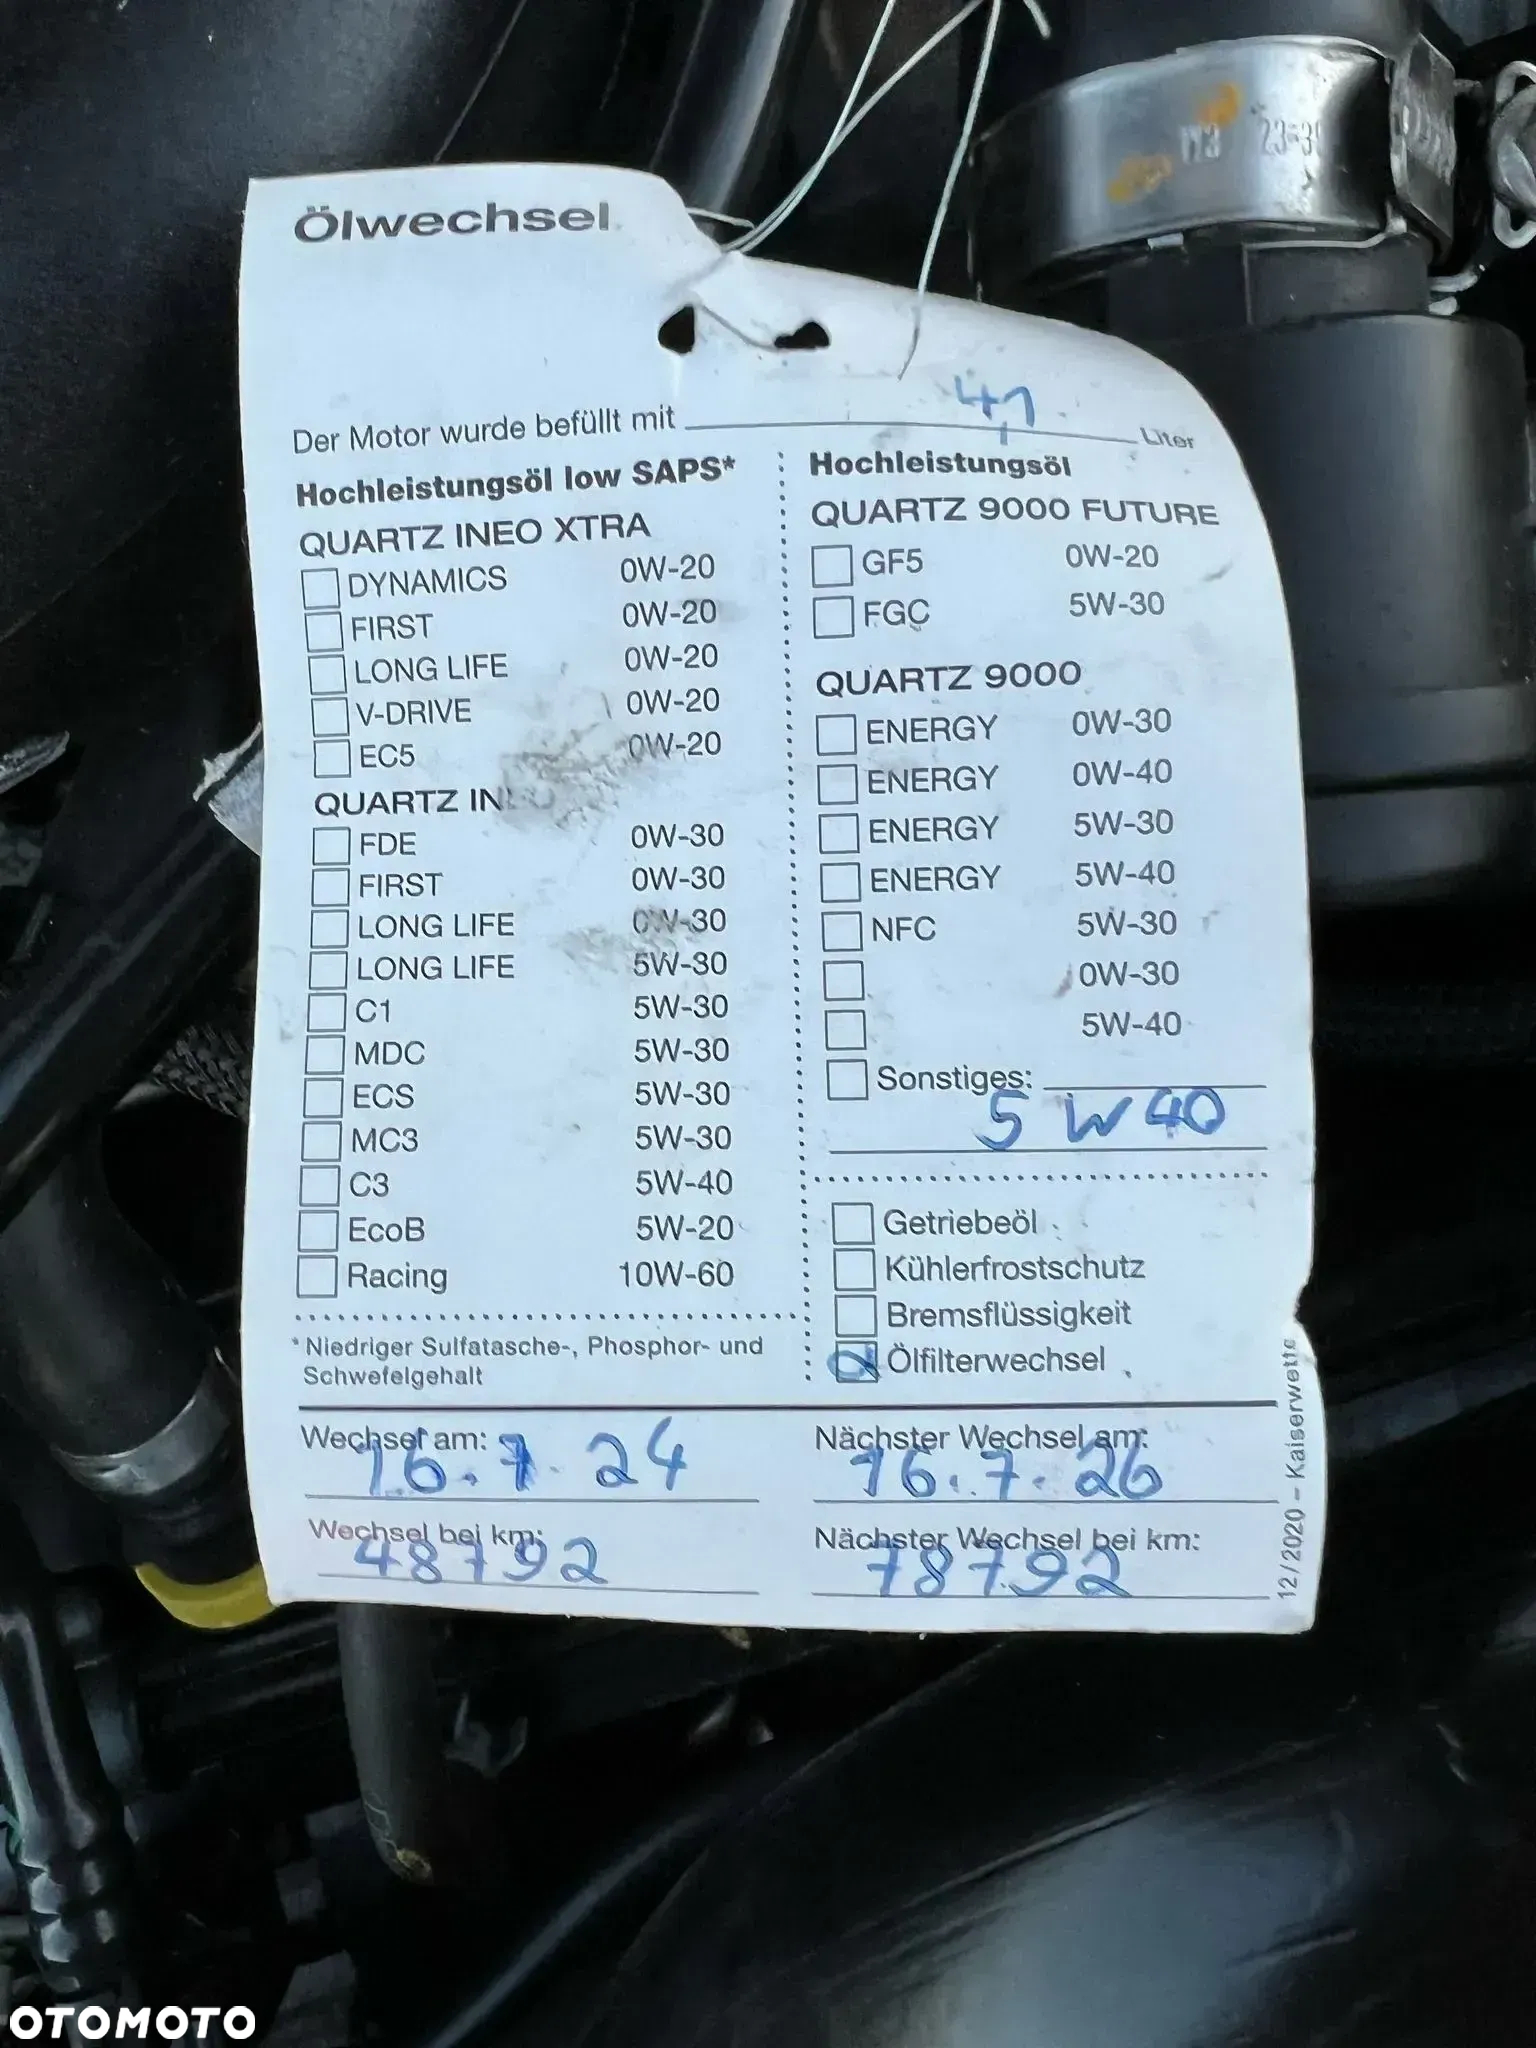 Ölwechsel
Der Motor wurde befüllt mit 4,1 Liter
Hochleistungsöl low SAPS*
QUARTZ INEO XTRA
DYNAMICS 0W-20
FIRST 0W-20
LONG LIFE 0W-20
V-DRIVE 0W-20
EC5 0W-20
QUARTZ INEO
FDE 0W-30
FIRST 0W-30
LONG LIFE 0W-30
LONG LIFE 5W-30
C1 5W-30
MDC 5W-30
ECS 5W-30
MC3 5W-30
C3 5W-40
EcoB 5W-20
Racing 10W-60
*Niedriger Sulfatasche-, Phosphor- und
Schwefelgehalt
Hochleistungsöl
QUARTZ 9000 FUTURE
GF5 0W-20
FGC 5W-30
QUARTZ 9000
ENERGY 0W-30
ENERGY 0W-40
ENERGY 5W-30
ENERGY 5W-40
NFC 5W-30
0W-30
5W-40
Sonstiges:
5W40
Getriebeöl
Kühlerfrostschutz
Bremsflüssigkeit
Ölfilterwechsel
Wechsel am: 16.7.24
Nächster Wechsel am: 16.7.26
Wechsel bei km: 48792
Nächster Wechsel bei km: 78792
12/2020 – Kaiserwette
OTOMOTO